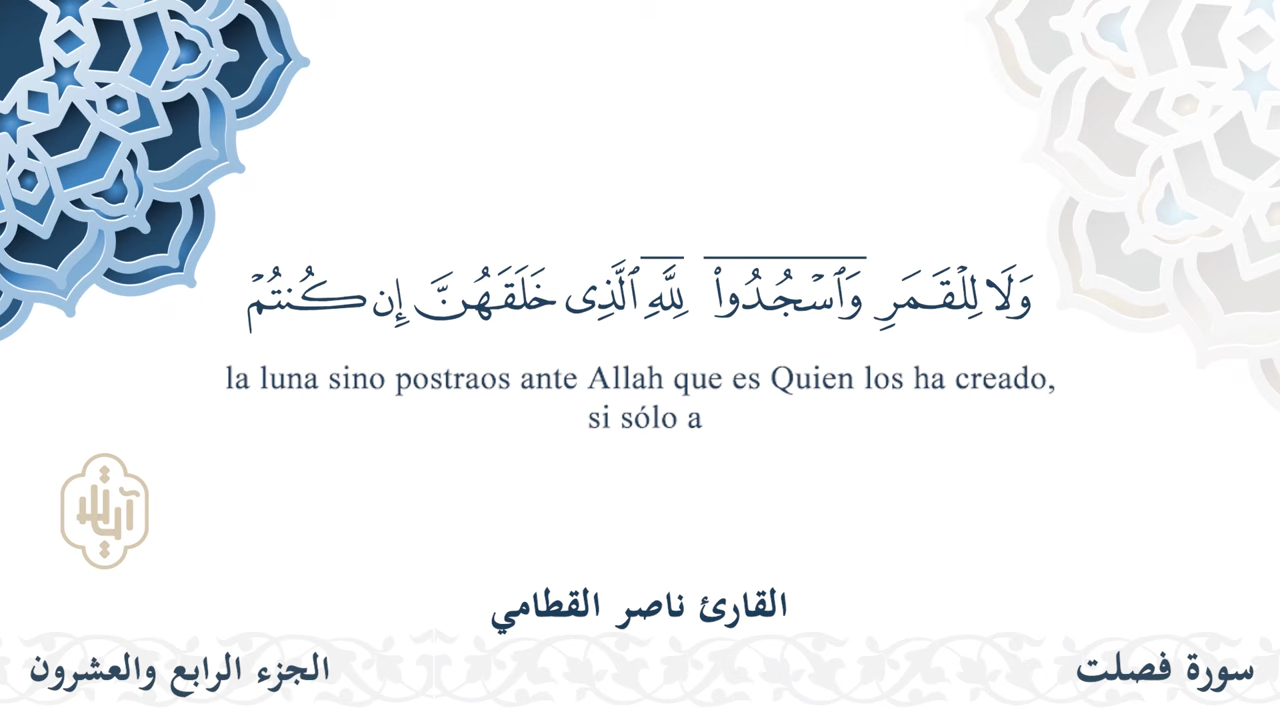 وَلَا لِلْقَمَرِ وَٱسْجُدُوا۟ لِلَّهِ ٱلَّذِى خَلَقَهُنَّ إِن كُنتُمْ
la luna sino postraos ante Allah que es Quien los ha creado,
si sólo a
القارئ ناصر القطامي
سورة فصلت
الجزء الرابع والعشرون